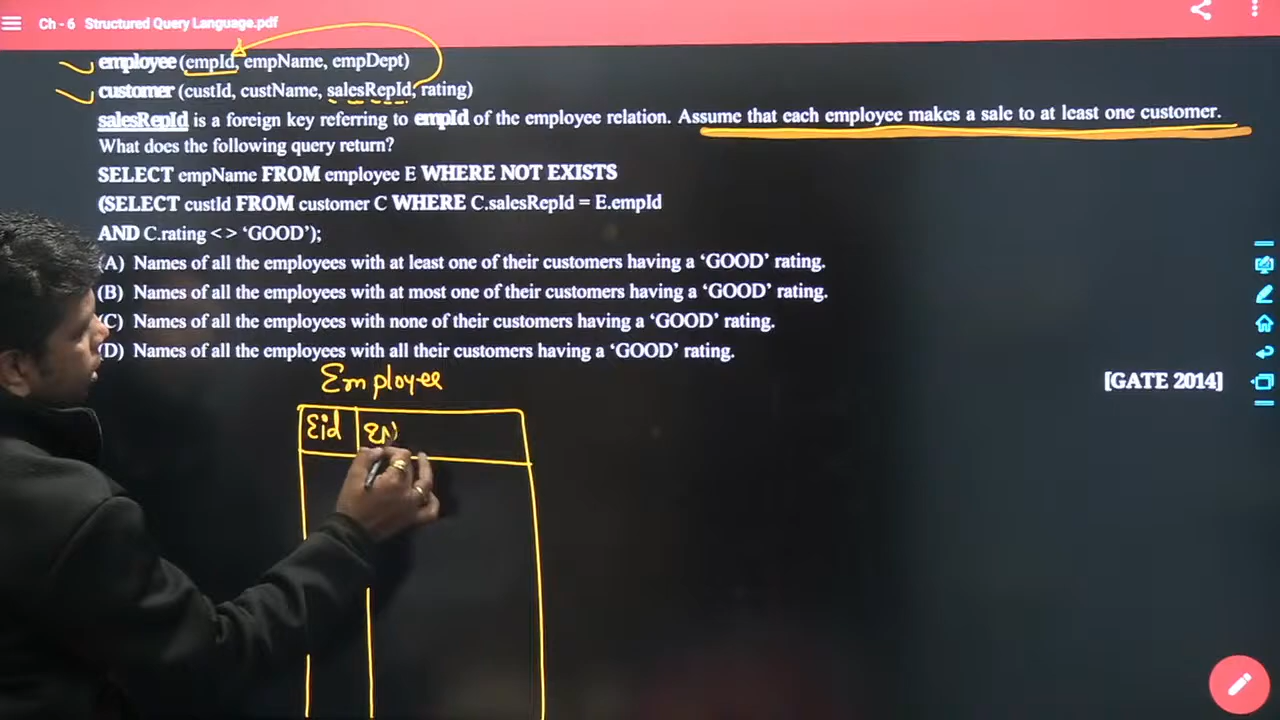 Ch - 6 Structured Query Language.pdf
employee (empId, empName, empDept)
customer (custId, custName, salesRepId, rating)
salesRepId is a foreign key referring to empId of the employee relation. Assume that each employee makes a sale to at least one customer.
What does the following query return?
SELECT empName FROM employee E WHERE NOT EXISTS
(SELECT custId FROM customer C WHERE C.salesRepId = E.empId
AND C.rating < > ‘GOOD’);
(A) Names of all the employees with at least one of their customers having a ‘GOOD’ rating.
(B) Names of all the employees with at most one of their customers having a ‘GOOD’ rating.
(C) Names of all the employees with none of their customers having a ‘GOOD’ rating.
(D) Names of all the employees with all their customers having a ‘GOOD’ rating.
[GATE 2014]
Employee
Eid EN